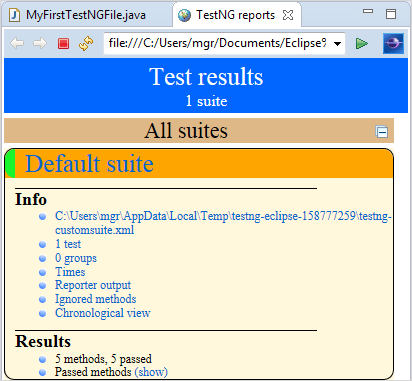 MyFirstTestNGFile.java
TestNG reports
file:///C:/Users/mgr/Documents/Eclipse%
Test results
1 suite
All suites
Default suite
Info
C:\Users\mgr\AppData\Local\Temp\testng-eclipse-158777259\testng-
customsuite.xml
1 test
0 groups
Times
Reporter output
Ignored methods
Chronological view
Results
5 methods, 5 passed
Passed methods (show)